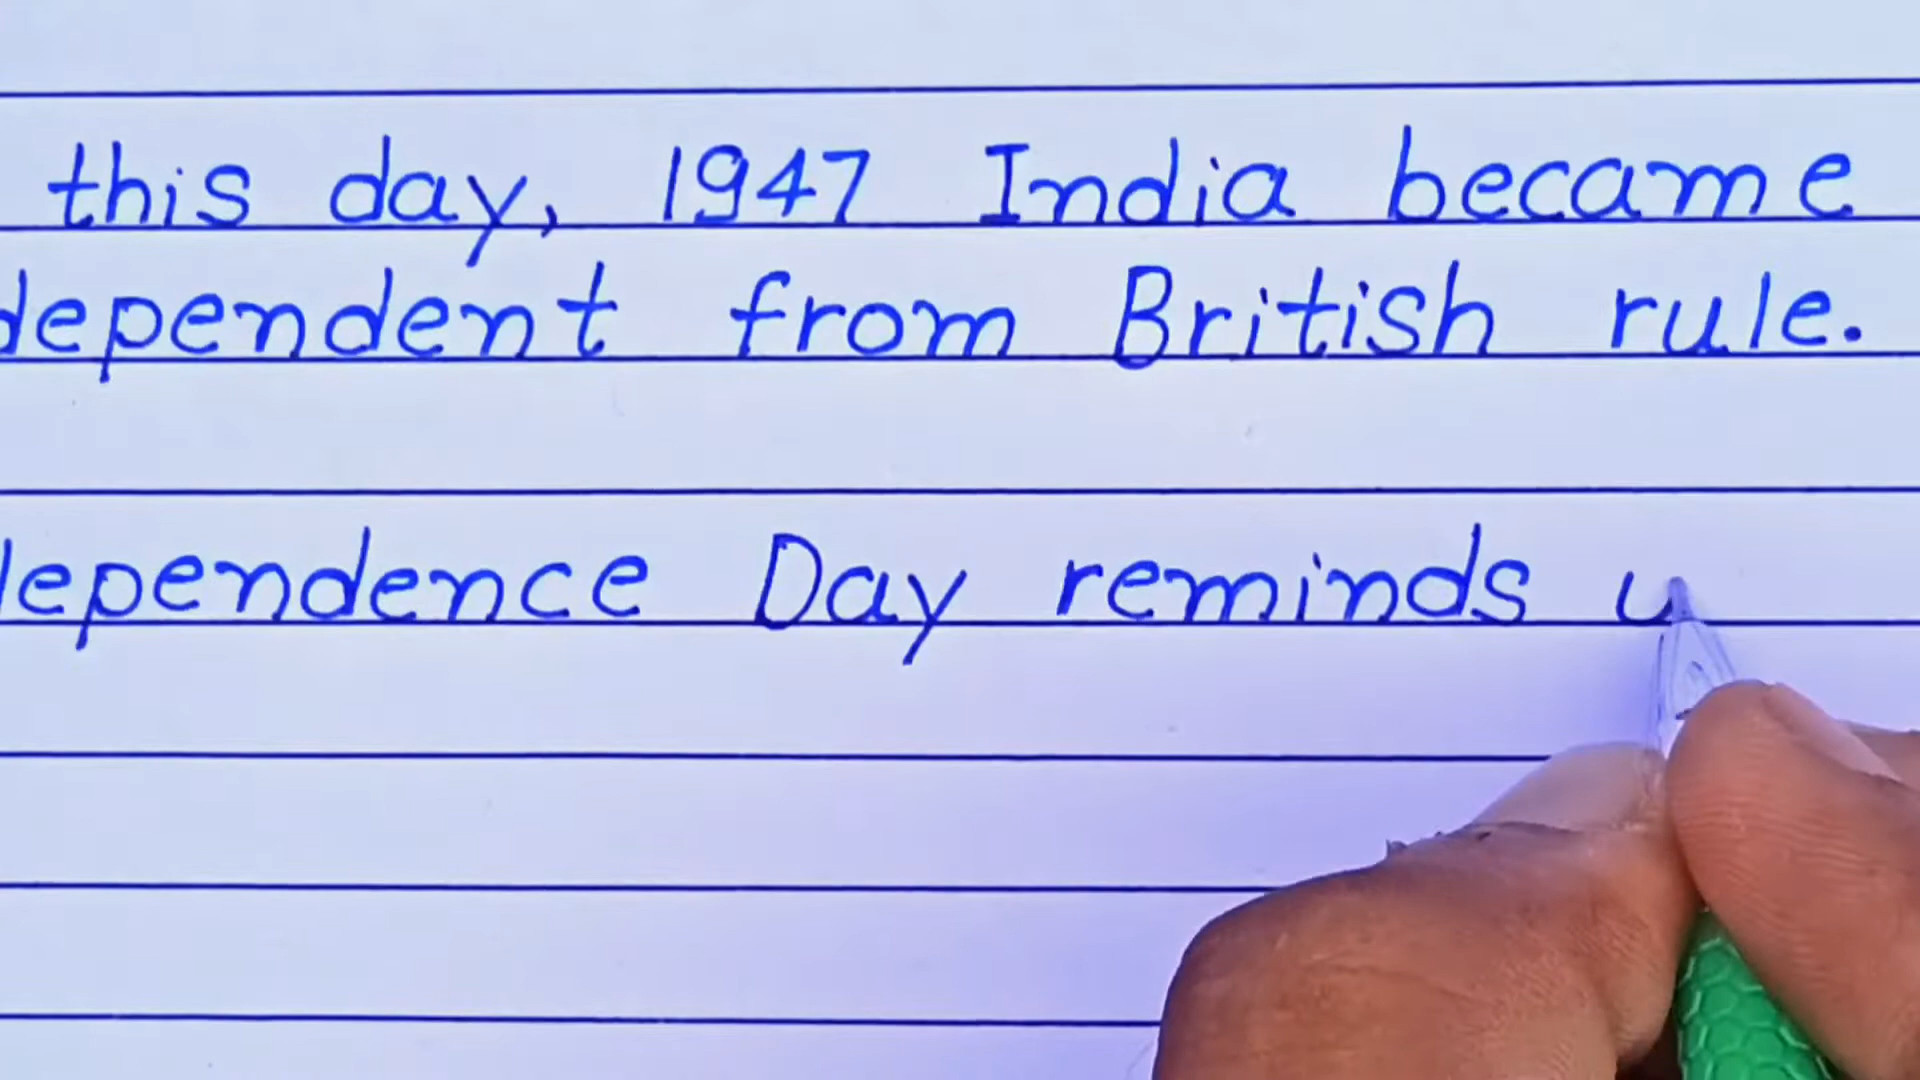 this day, 1947 India became
dependent from British rule.
dependence Day reminds u